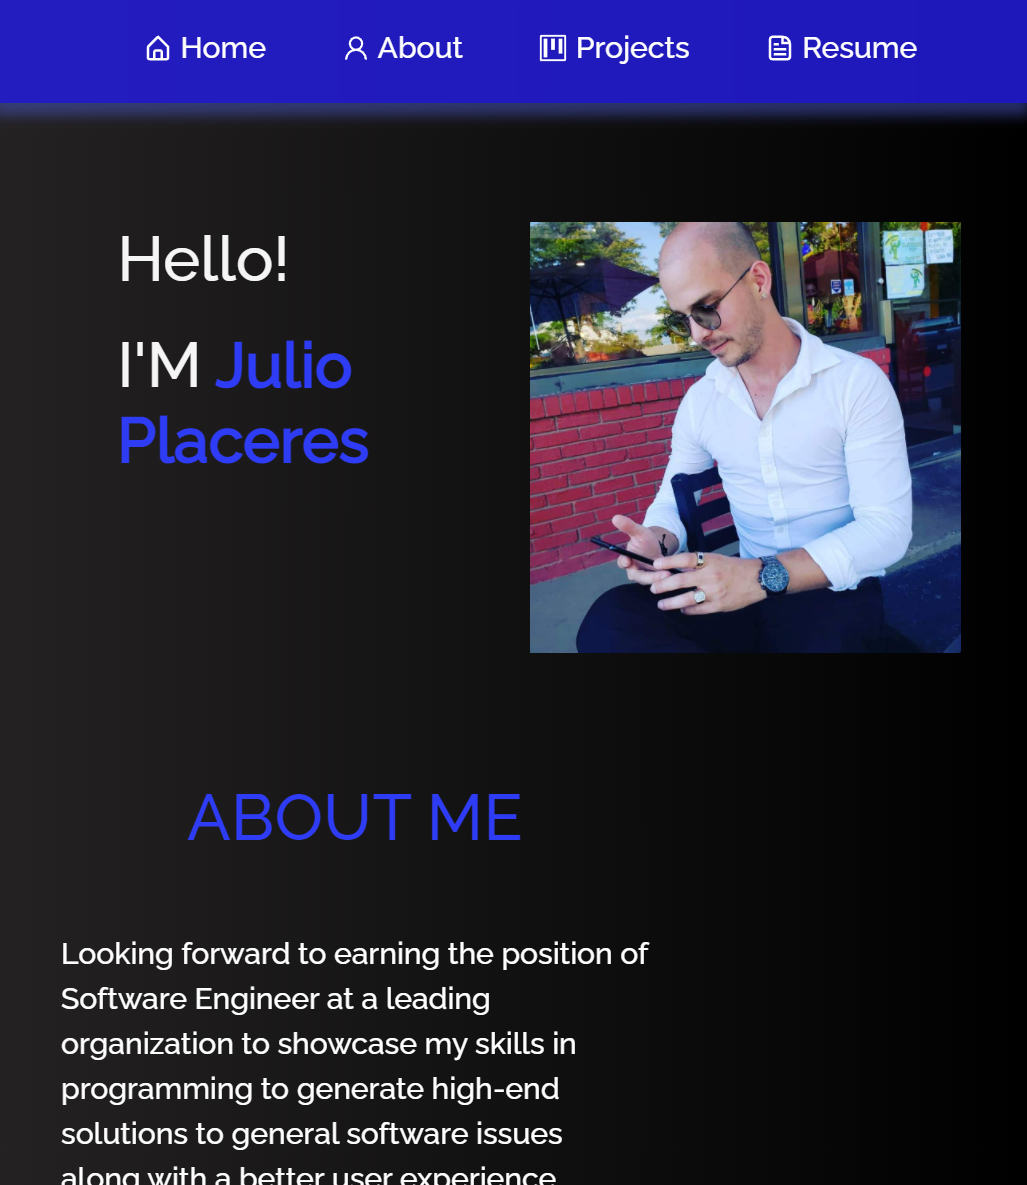 Home About Projects Resume
Hello!
I'M Julio
Placeres
ABOUT ME
Looking forward to earning the position of
Software Engineer at a leading
organization to showcase my skills in
programming to generate high-end
solutions to general software issues
along with a better user experience